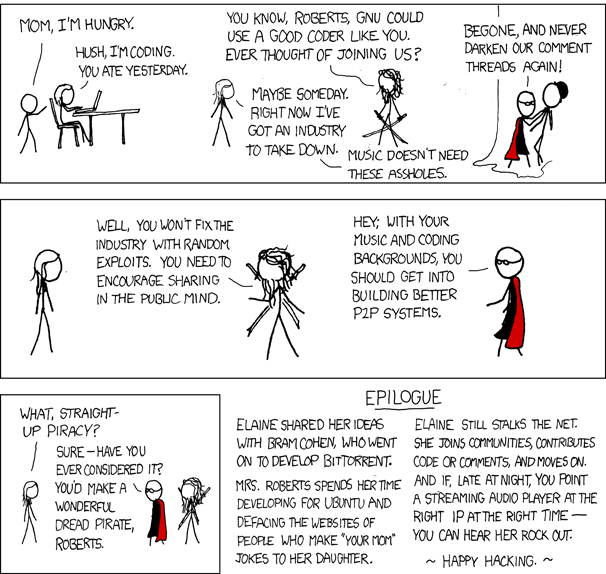 MOM, I'M HUNGRY.
HUSH, I'M CODING.
YOU ATE YESTERDAY.
YOU KNOW, ROBERTS, GNU COULD
USE A GOOD CODER LIKE YOU.
EVER THOUGHT OF JOINING US?
MAYBE SOMEDAY.
RIGHT NOW I'VE
GOT AN INDUSTRY
TO TAKE DOWN.
MUSIC DOESN'T NEED
THESE ASSHOLES.
BEGONE, AND NEVER
DARKEN OUR COMMENT
THREADS AGAIN!
WELL, YOU WON'T FIX THE
INDUSTRY WITH RANDOM
EXPLOITS. YOU NEED TO
ENCOURAGE SHARING
IN THE PUBLIC MIND.
HEY, WITH YOUR
MUSIC AND CODING
BACKGROUNDS, YOU
SHOULD GET INTO
BUILDING BETTER
P2P SYSTEMS.
WHAT, STRAIGHT-
UP PIRACY?
SURE—HAVE YOU
EVER CONSIDERED IT?
YOU'D MAKE A
WONDERFUL
DREAD PIRATE,
ROBERTS.
EPILOGUE
ELAINE SHARED HER IDEAS
WITH BRAM COHEN, WHO WENT
ON TO DEVELOP BITTORRENT.
MRS. ROBERTS SPENDS HER TIME
DEVELOPING FOR UBUNTU AND
DEFACING THE WEBSITES OF
PEOPLE WHO MAKE "YOUR MOM"
JOKES TO HER DAUGHTER.
ELAINE STILL STALKS THE NET.
SHE JOINS COMMUNITIES, CONTRIBUTES
CODE OR COMMENTS, AND MOVES ON.
AND IF, LATE AT NIGHT, YOU POINT
A STREAMING AUDIO PLAYER AT THE
RIGHT IP AT THE RIGHT TIME—
YOU CAN HEAR HER ROCK OUT.
~ HAPPY HACKING. ~